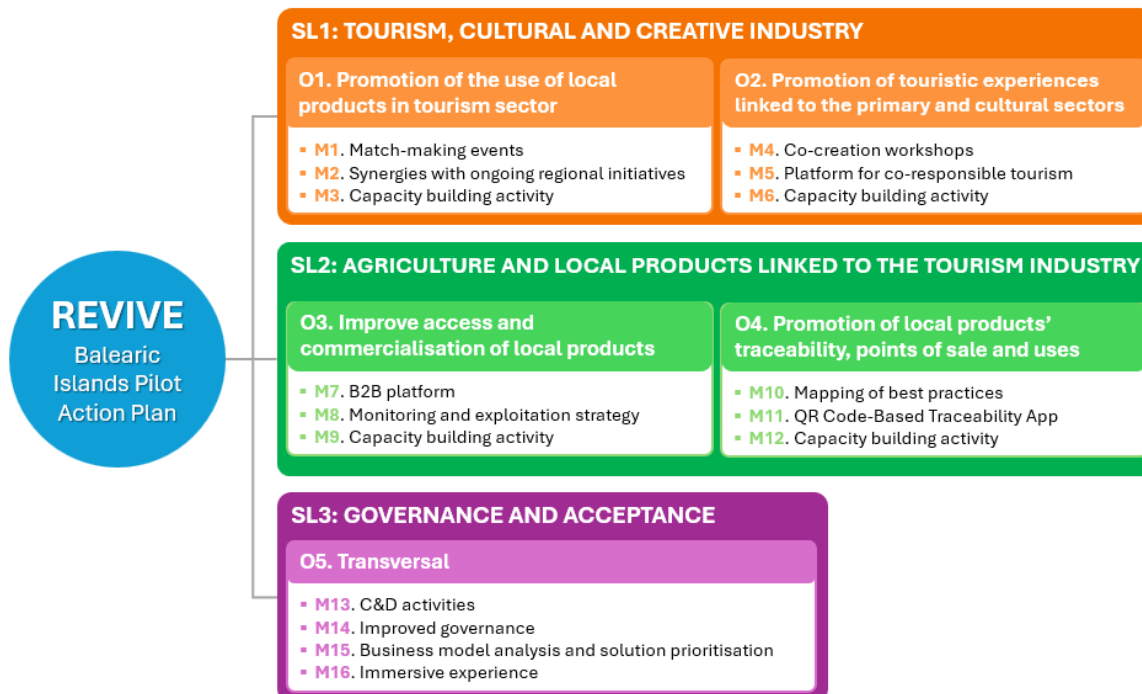 REVIVE
Balearic
Islands Pilot
Action Plan
SL1: TOURISM, CULTURAL AND CREATIVE INDUSTRY
O1. Promotion of the use of local
products in tourism sector
▪ M1. Match-making events
▪ M2. Synergies with ongoing regional initiatives
▪ M3. Capacity building activity
O2. Promotion of touristic experiences
linked to the primary and cultural sectors
▪ M4. Co-creation workshops
▪ M5. Platform for co-responsible tourism
▪ M6. Capacity building activity
SL2: AGRICULTURE AND LOCAL PRODUCTS LINKED TO THE TOURISM INDUSTRY
O3. Improve access and
commercialisation of local products
▪ M7. B2B platform
▪ M8. Monitoring and exploitation strategy
▪ M9. Capacity building activity
O4. Promotion of local products’
traceability, points of sale and uses
▪ M10. Mapping of best practices
▪ M11. QR Code-Based Traceability App
▪ M12. Capacity building activity
SL3: GOVERNANCE AND ACCEPTANCE
O5. Transversal
▪ M13. C&D activities
▪ M14. Improved governance
▪ M15. Business model analysis and solution prioritisation
▪ M16. Immersive experience